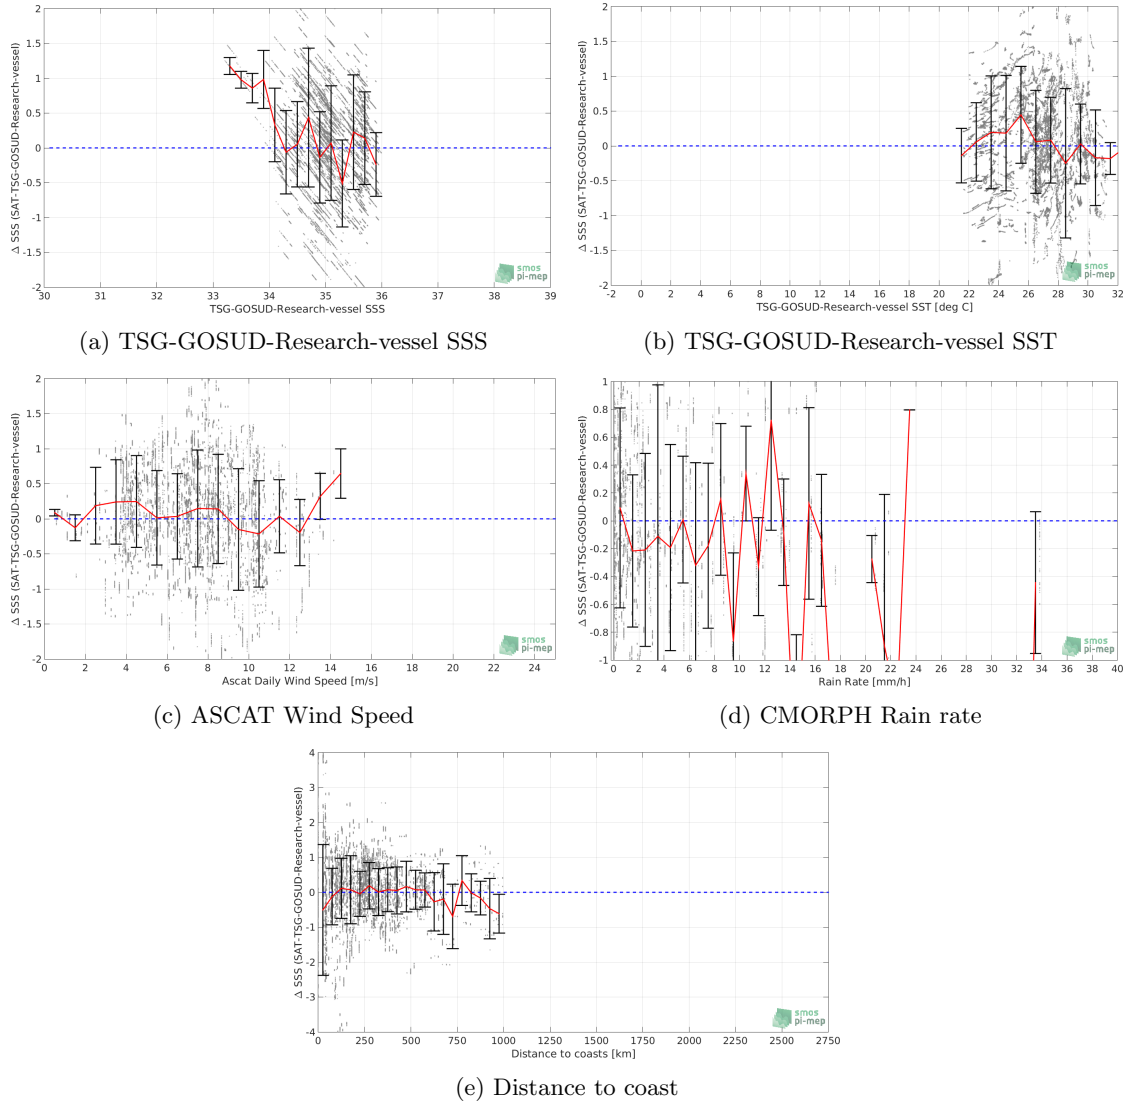 Δ SSS (SAT-TSG-GOSUD-Research-vessel)
2
1.5
1
0.5
0
-0.5
-1
-1.5
-2
30 31 32 33 34 35 36 37 38 39
TSG-GOSUD-Research-vessel SSS
smos
pi-mep
(a) TSG-GOSUD-Research-vessel SSS
Δ SSS (SAT-TSG-GOSUD-Research-vessel)
2
1.5
1
0.5
0
-0.5
-1
-1.5
-2
-2 0 2 4 6 8 10 12 14 16 18 20 22 24 26 28 30 32
TSG-GOSUD-Research-vessel SST [deg C]
smos
pi-mep
(b) TSG-GOSUD-Research-vessel SST
Δ SSS (SAT-TSG-GOSUD-Research-vessel)
2
1.5
1
0.5
0
-0.5
-1
-1.5
-2
0 2 4 6 8 10 12 14 16 18 20 22 24
Ascat Daily Wind Speed [m/s]
smos
pi-mep
(c) ASCAT Wind Speed
Δ SSS (SAT-TSG-GOSUD-Research-vessel)
1
0.8
0.6
0.4
0.2
0
-0.2
-0.4
-0.6
-0.8
-1
0 2 4 6 8 10 12 14 16 18 20 22 24 26 28 30 32 34 36 38 40
Rain Rate [mm/h]
smos
pi-mep
(d) CMORPH Rain rate
Δ SSS (SAT-TSG-GOSUD-Research-vessel)
4
3
2
1
0
-1
-2
-3
-4
0 250 500 750 1000 1250 1500 1750 2000 2250 2500 2750
Distance to coasts [km]
smos
pi-mep
(e) Distance to coast